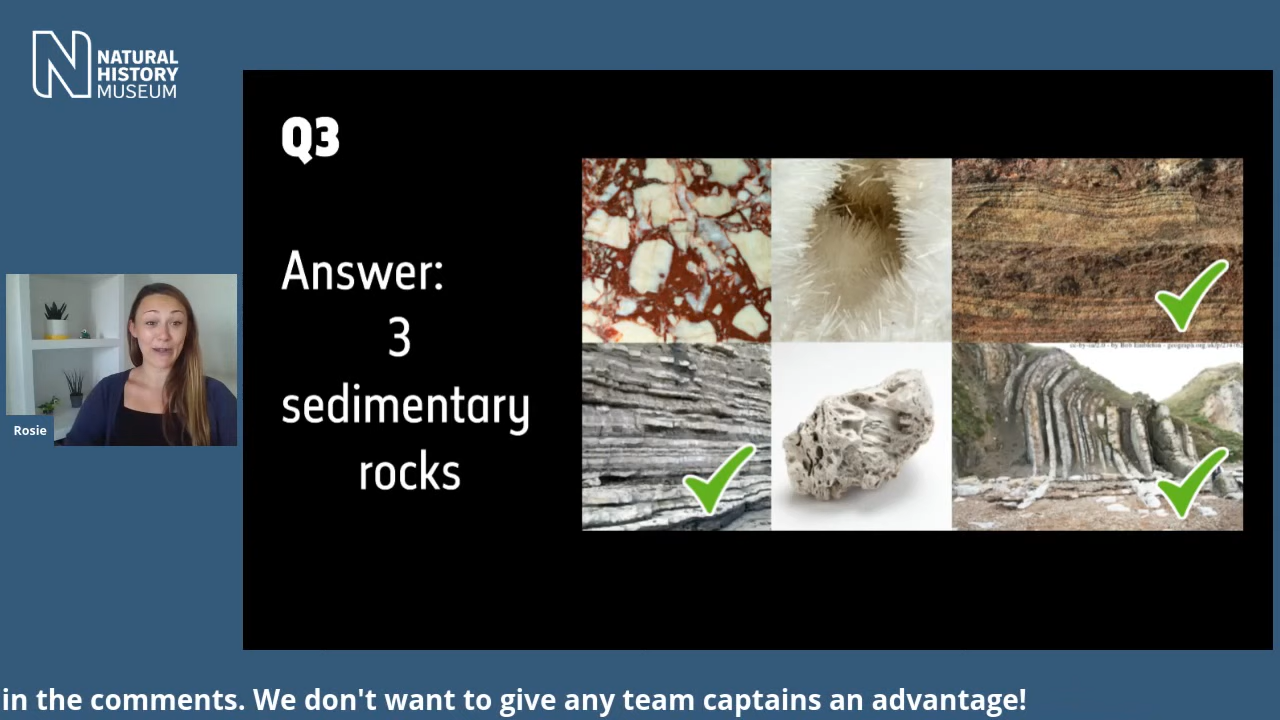 NATURAL
HISTORY
MUSEUM
Q3
Answer:
3
sedimentary
rocks
Rosie
in the comments. We don't want to give any team captains an advantage!